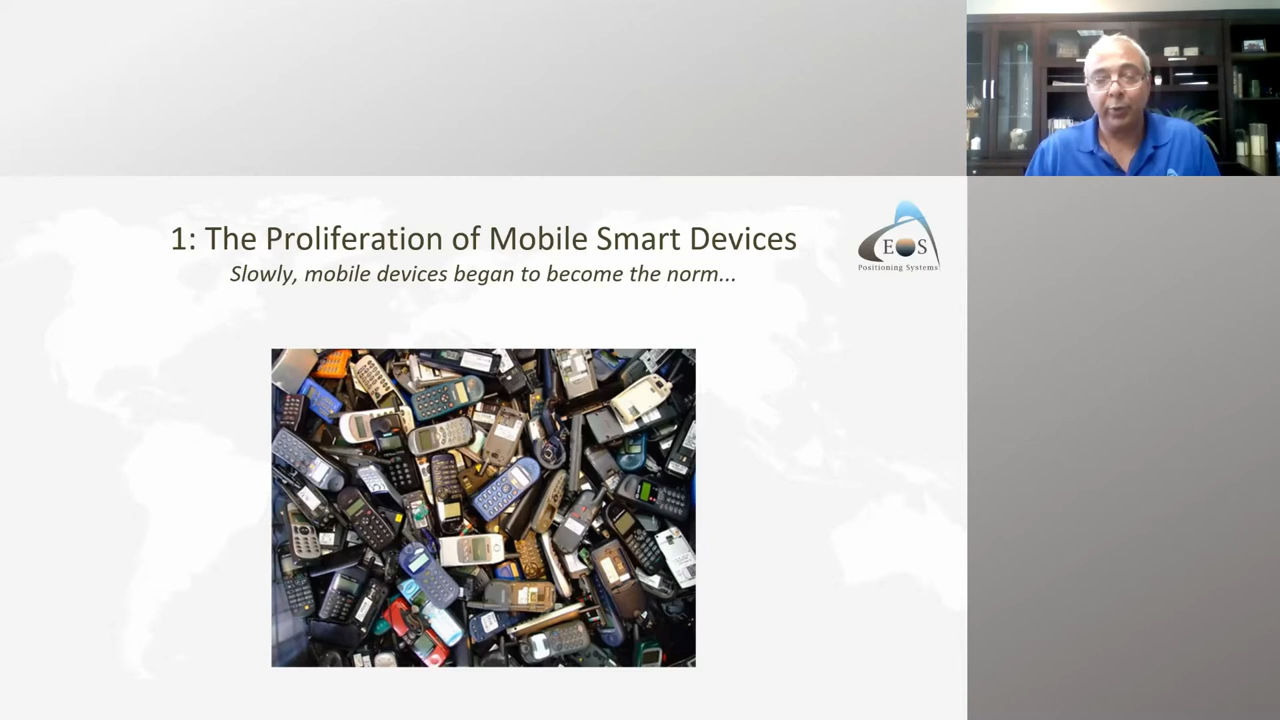 1: The Proliferation of Mobile Smart Devices
Slowly, mobile devices began to become the norm...
EOS
Positioning Systems